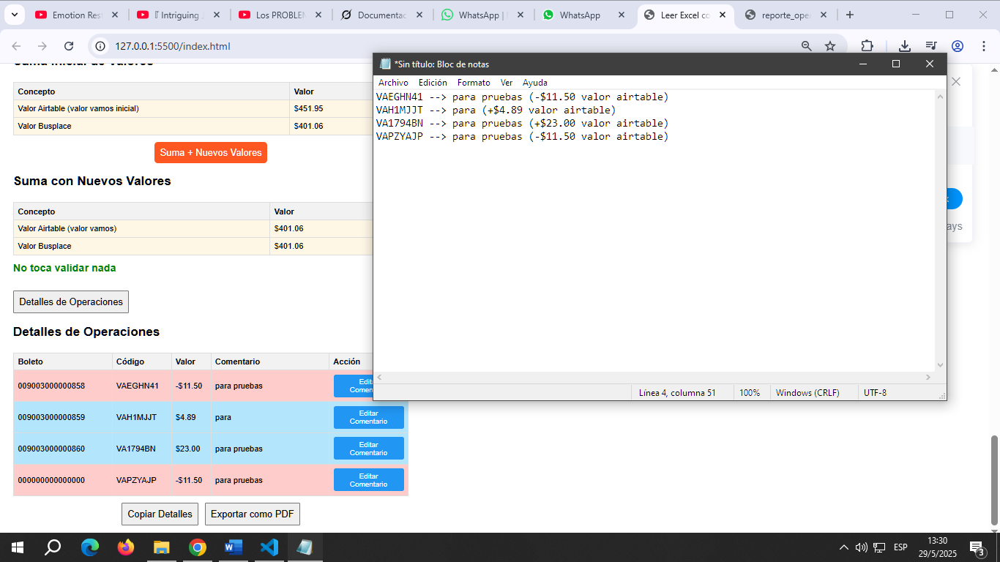 Emotion Rest
Intriguing J
Los PROBLEM
Documentac
WhatsApp |
WhatsApp
Leer Excel co
reporte_ope
127.0.0.1:5500/index.html
Suma Inicial de Valores
Concepto Valor
Valor Airtable (valor vamos inicial) $451.95
Valor Busplace $401.06
Suma + Nuevos Valores
Suma con Nuevos Valores
Concepto Valor
Valor Airtable (valor vamos) $401.06
Valor Busplace $401.06
No toca validar nada
Detalles de Operaciones
Detalles de Operaciones
Boleto Código Valor Comentario Acción
009003000000858 VAEGHN41 -$11.50 para pruebas Edit
Comen
009003000000859 VAH1MJJT $4.89 para Editar
Comentario
009003000000860 VA1794BN $23.00 para pruebas Editar
Comentario
000000000000000 VAPZYAJP -$11.50 para pruebas Editar
Comentario
Copiar Detalles Exportar como PDF
*Sin título: Bloc de notas
Archivo Edición Formato Ver Ayuda
VAEGHN41 --> para pruebas (-$11.50 valor airtable)
VAH1MJJT --> para (+$4.89 valor airtable)
VA1794BN --> para pruebas (+$23.00 valor airtable)
VAPZYAJP --> para pruebas (-$11.50 valor airtable)
Línea 4, columna 51 100% Windows (CRLF) UTF-8
ays
ESP
13:30
29/5/2025
3